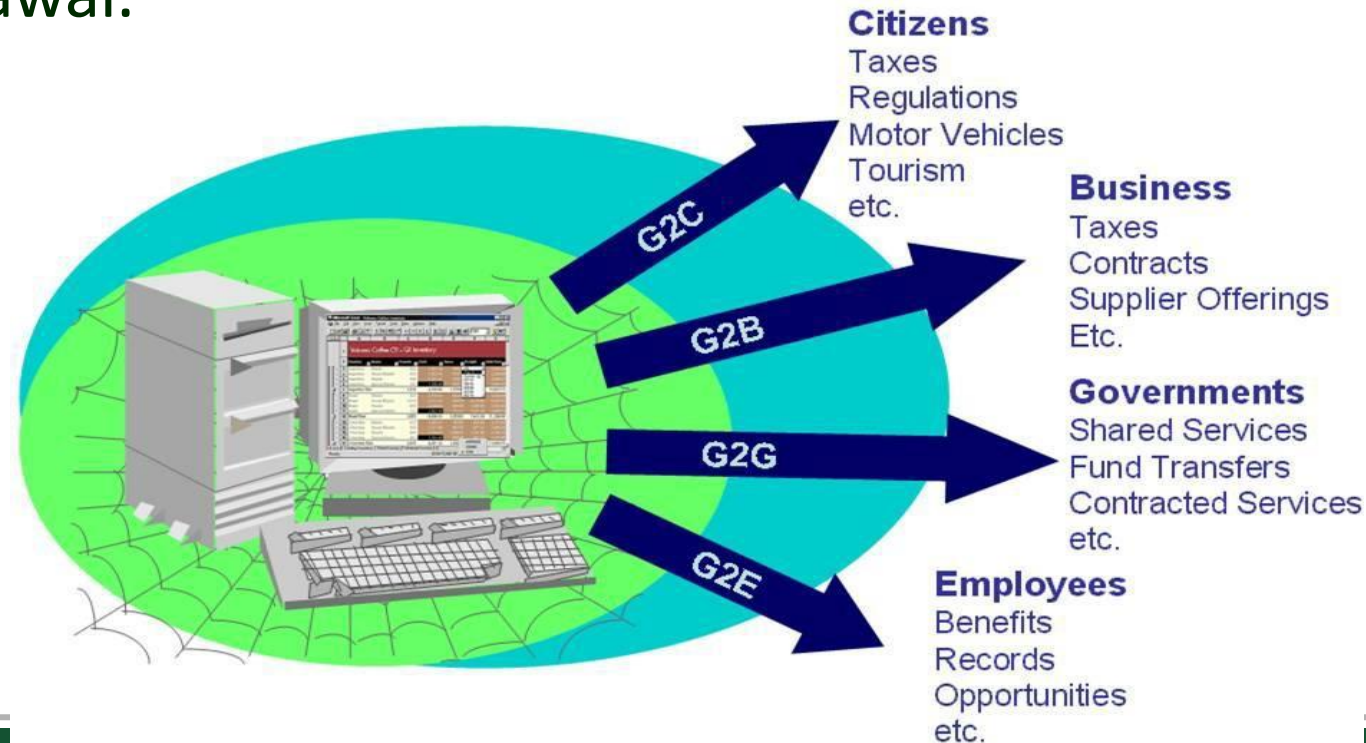 Citizens
Taxes
Regulations
Motor Vehicles
Tourism
etc.
G2C
Business
Taxes
Contracts
Supplier Offerings
Etc.
G2B
Governments
Shared Services
Fund Transfers
Contracted Services
etc.
G2G
Employees
Benefits
Records
Opportunities
etc.
G2E